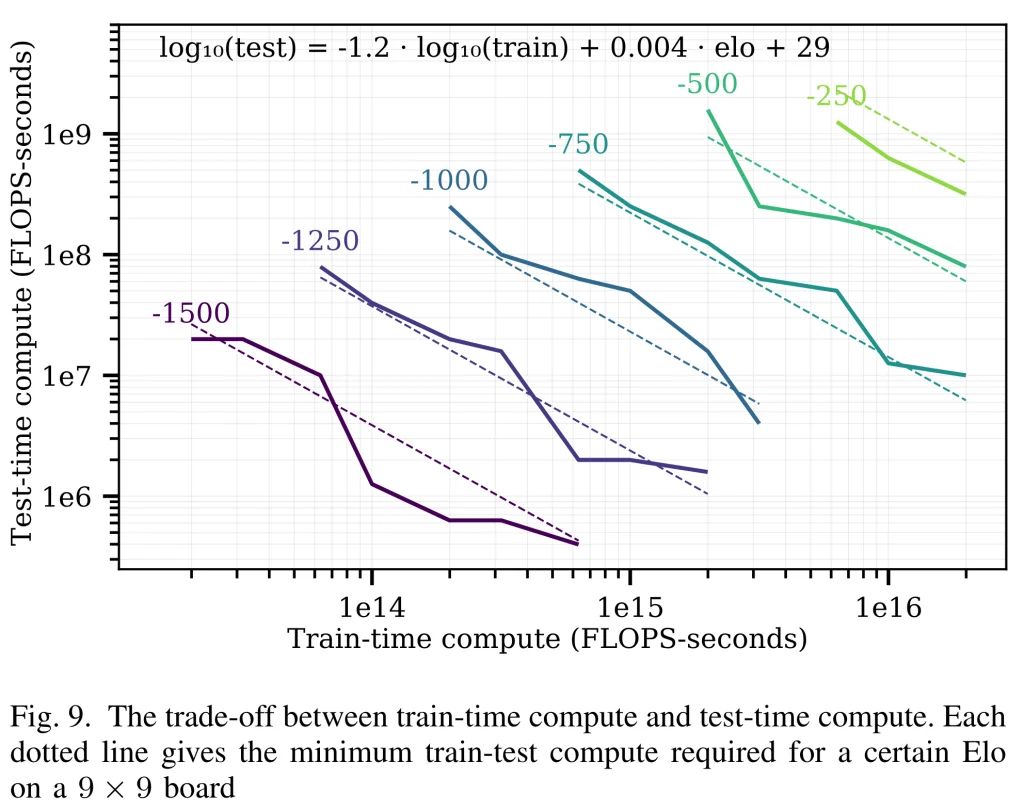 log₁₀(test) = -1.2 · log₁₀(train) + 0.004 · elo + 29
-500
-250
1e9
-750
-1000
-1250
1e8
-1500
1e7
1e6
Test-time compute (FLOPS-seconds)
1e14
1e15
1e16
Train-time compute (FLOPS-seconds)
Fig. 9. The trade-off between train-time compute and test-time compute. Each
dotted line gives the minimum train-test compute required for a certain Elo
on a 9 × 9 board